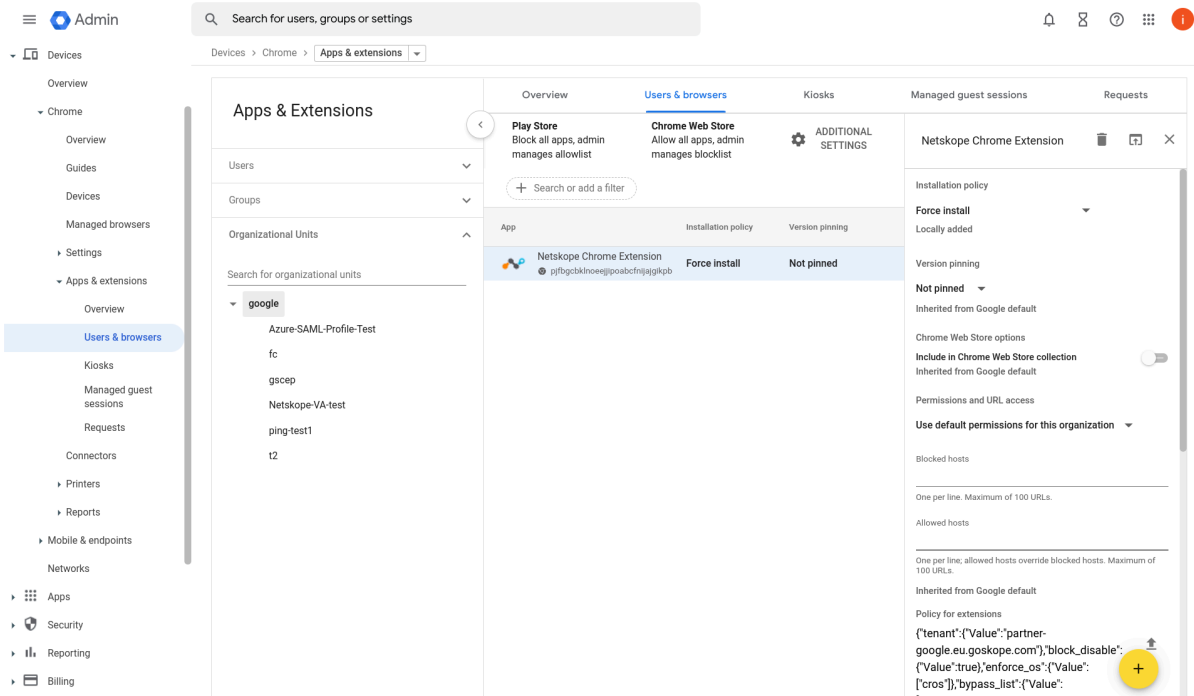 Admin
Search for users, groups or settings
i
Devices
Overview
Chrome
Overview
Guides
Devices
Managed browsers
Settings
Apps & extensions
Overview
Users & browsers
Kiosks
Managed guest
sessions
Requests
Connectors
Printers
Reports
Mobile & endpoints
Networks
Apps
Security
Reporting
Billing
Devices > Chrome > Apps & extensions
Apps & Extensions
Users
Groups
Organizational Units
Search for organizational units
google
Azure-SAML-Profile-Test
fc
gscep
Netskope-VA-test
ping-test1
t2
Overview
Users & browsers
Kiosks
Managed guest sessions
Requests
Play Store
Block all apps, admin
manages allowlist
Chrome Web Store
Allow all apps, admin
manages blocklist
ADDITIONAL
SETTINGS
Search or add a filter
App
Installation policy
Version pinning
Netskope Chrome Extension
Force install
Not pinned
Netskope Chrome Extension
Installation policy
Force install
Locally added
Version pinning
Not pinned
Inherited from Google default
Chrome Web Store options
Include in Chrome Web Store collection
Inherited from Google default
Permissions and URL access
Use default permissions for this organization
Blocked hosts
One per line. Maximum of 100 URLs.
Allowed hosts
One per line; allowed hosts override blocked hosts. Maximum of
100 URLs.
Inherited from Google default
Policy for extensions
{"tenant":{"Value":"partner-
google.eu.goskope.com"},"block_disable":
{"Value":true},"enforce_os":{"Value":
["cros"]},"bypass_list":{"Value":